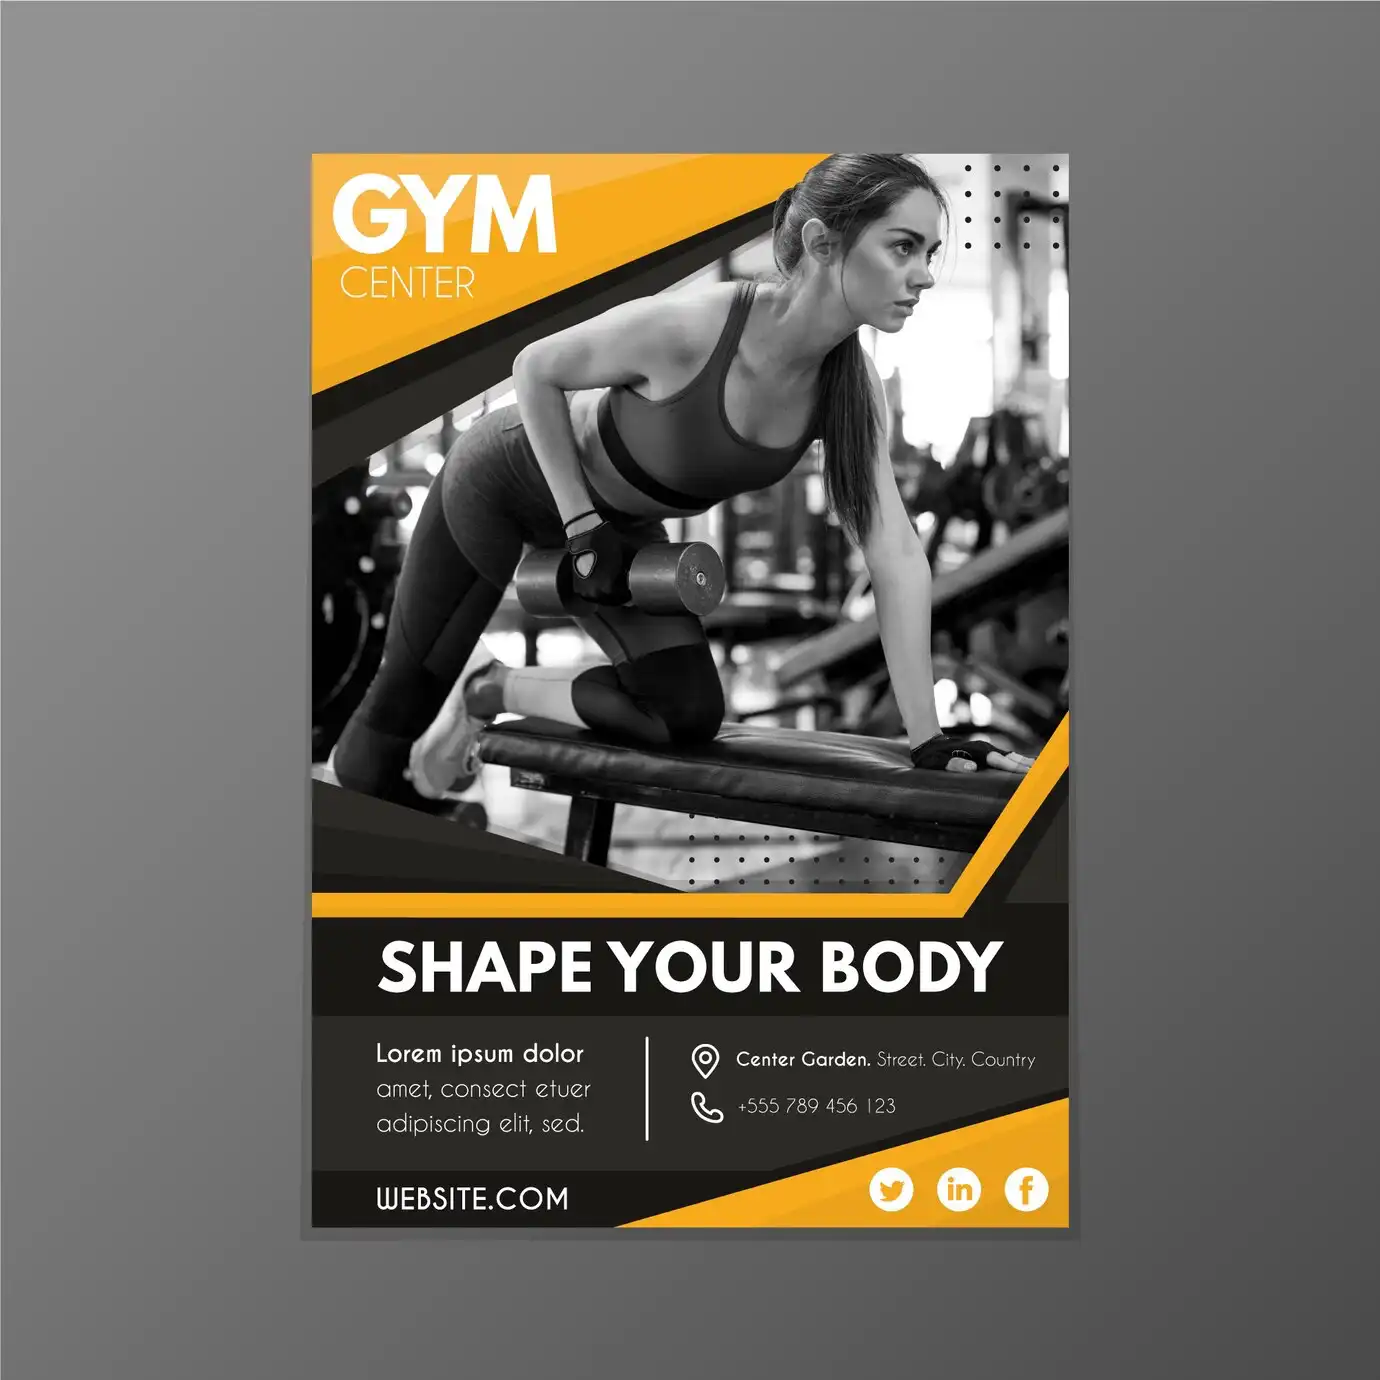 GYM
CENTER
SHAPE YOUR BODY
Lorem ipsum dolor
amet, consect etuer
adipiscing elit, sed.
Center Garden. Street. City. Country
+555 789 456 123
WEBSITE.COM
in f